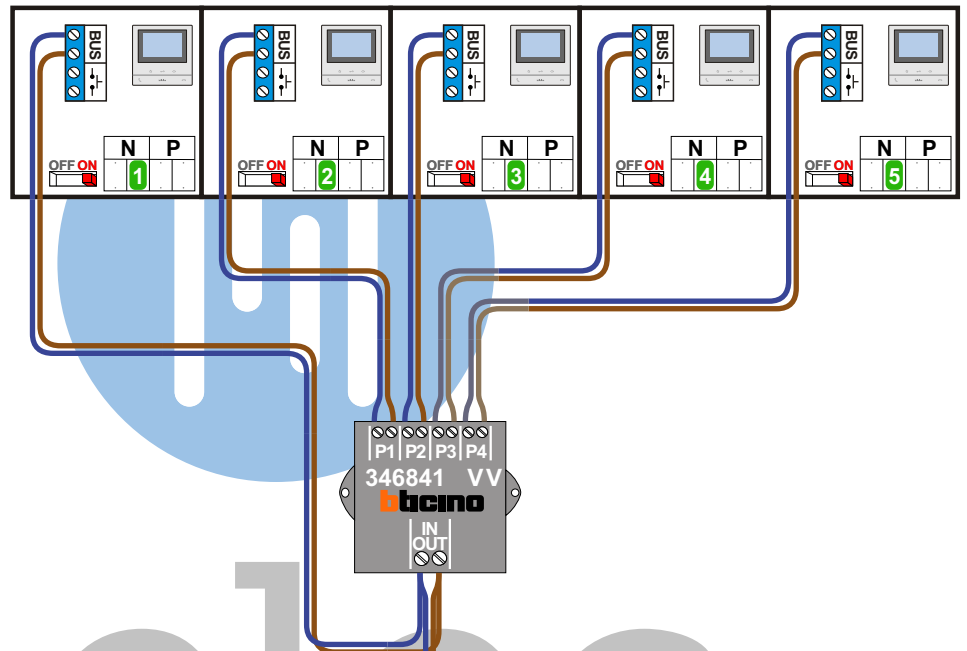 BUS BUS BUS BUS BUS
N P N P N P N P N P
OFF ON OFF ON OFF ON OFF ON OFF ON
1 2 3 4 5
P1 P2 P3 P4
346841 VV
bticino
IN
OUT